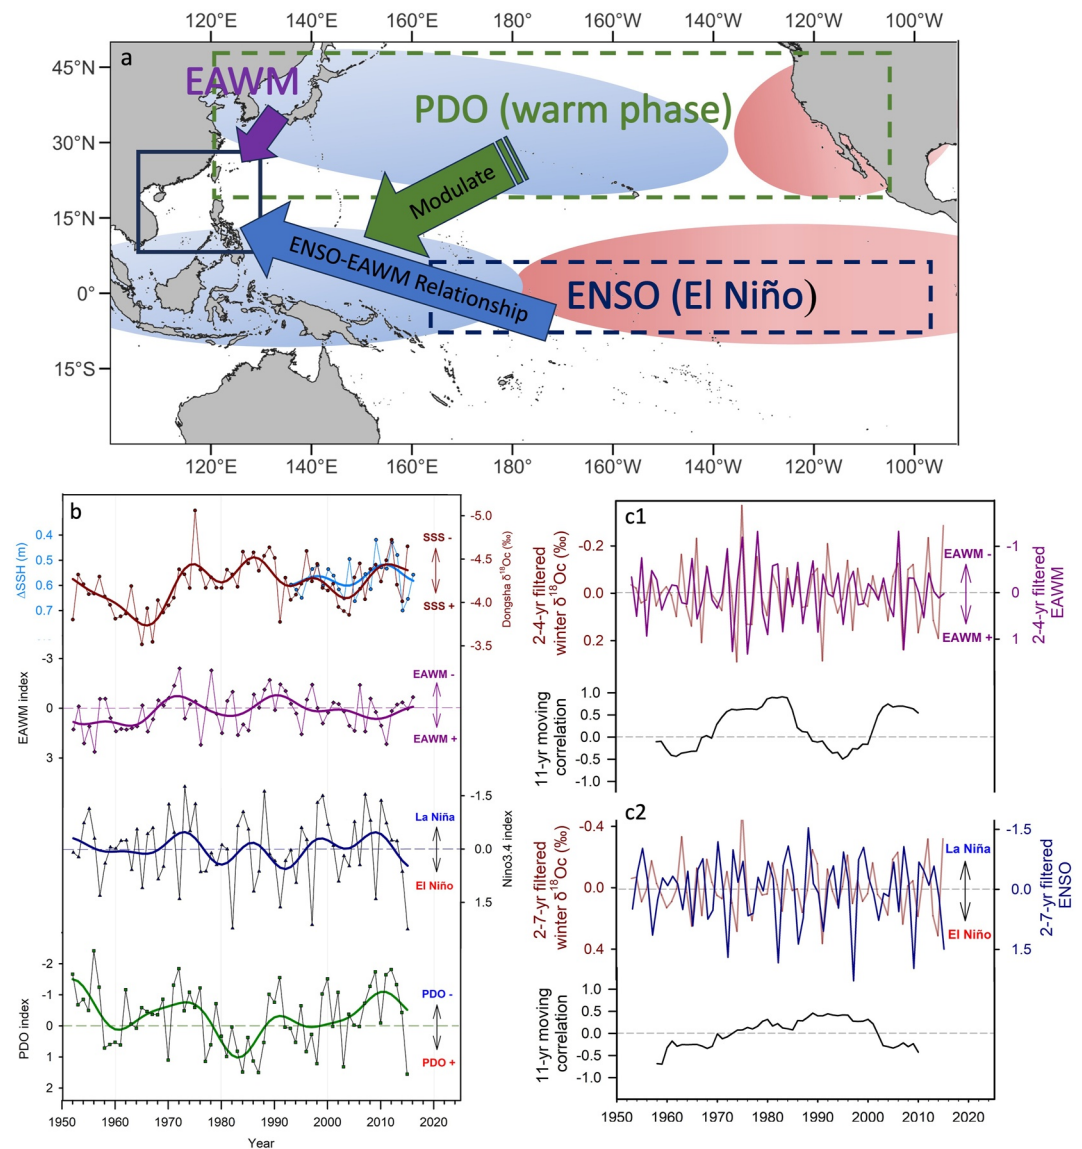 120°E 140°E 160°E 180° 160°W 140°W 120°W 100°W
a
45°N
30°N
15°N
0°
15°S
EAWM
PDO (warm phase)
Modulate
ENSO-EAWM Relationship
ENSO (El Niño)
120°E 140°E 160°E 180° 160°W 140°W 120°W 100°W
b
ΔSSH (m)
0.4
0.5
0.6
0.7
-5.0
-4.5
-4.0
-3.5
Dongsha δ18Oc (‰)
SSS -
SSS +
EAWM index
-3
0
3
EAWM -
EAWM +
-1.5
0.0
1.5
Nino3.4 index
La Niña
El Niño
PDO index
-2
-1
0
1
2
PDO -
PDO +
1950 1960 1970 1980 1990 2000 2010 2020
Year
c1
2-4-yr filtered
winter δ18Oc (‰)
-0.2
0.0
0.2
-1
0
1
EAWM -
EAWM +
2-4-yr filtered
EAWM
11-yr moving
correlation
1.0
0.5
0.0
-0.5
-1.0
c2
2-7-yr filtered
winter δ18Oc (‰)
-0.4
0.0
0.4
-1.5
0.0
1.5
La Niña
El Niño
2-7-yr filtered
ENSO
11-yr moving
correlation
1.0
0.5
0.0
-0.5
-1.0
1950 1960 1970 1980 1990 2000 2010 2020